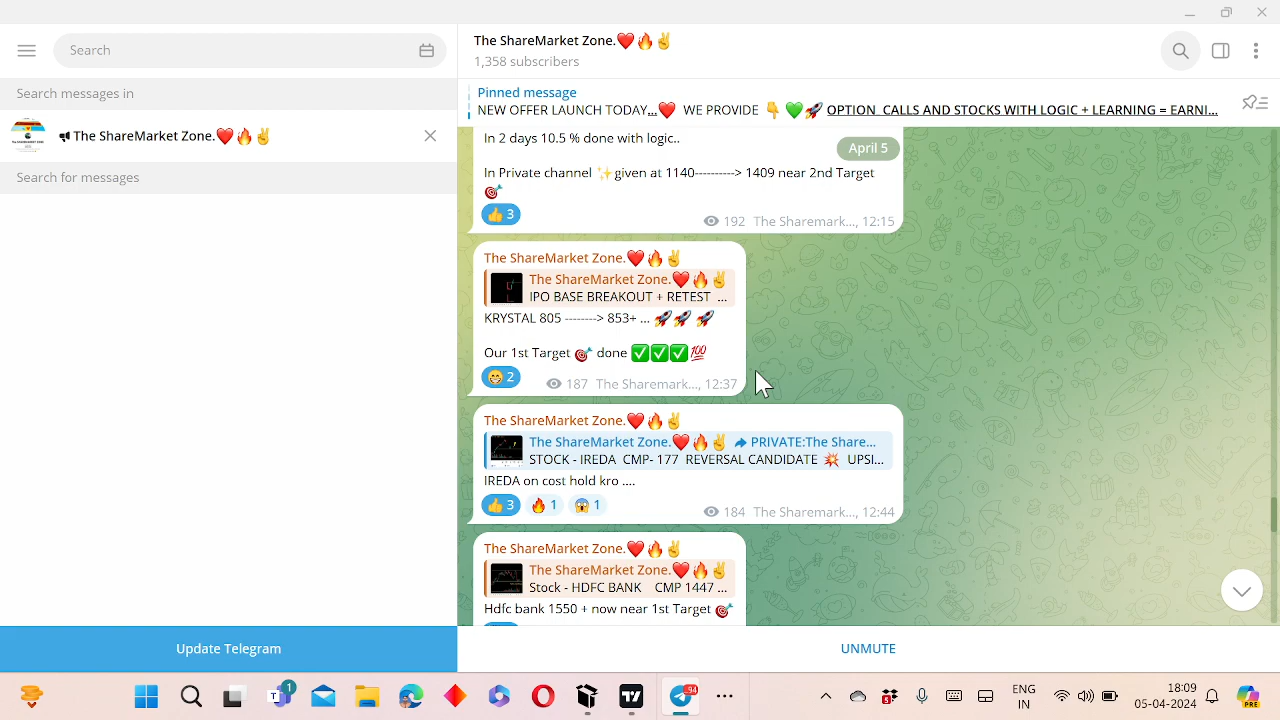 Search
Search messages in
The ShareMarket Zone.❤️🔥✌️
Search for messages
Update Telegram
The ShareMarket Zone.❤️🔥✌️
1,358 subscribers
Pinned message
NEW OFFER LAUNCH TODAY...❤️ WE PROVIDE 👇 💚🚀 OPTION CALLS AND STOCKS WITH LOGIC + LEARNING = EARNI...
In 2 days 10.5 % done with logic..
April 5
In Private channel ✨given at 1140----------> 1409 near 2nd Target
🎯
👍 3
192 The Sharemark..., 12:15
The ShareMarket Zone.❤️🔥✌️
The ShareMarket Zone.❤️🔥✌️
IPO BASE BREAKOUT + RETEST ...
KRYSTAL 805 --------> 853+ ... 🚀🚀🚀
Our 1st Target 🎯 done ✅✅✅💯
😁 2
187 The Sharemark..., 12:37
The ShareMarket Zone.❤️🔥✌️
The ShareMarket Zone.❤️🔥✌️ PRIVATE:The Share...
STOCK - IREDA CMP- 177 REVERSAL CANDIDATE 💥 UPSI...
IREDA on cost hold kro ....
👍 3 🔥 1 😱 1
184 The Sharemark..., 12:44
The ShareMarket Zone.❤️🔥✌️
The ShareMarket Zone.❤️🔥✌️
Stock - HDFC BANK CMP 1447 ...
Hdfc bank 1550 + now near 1st Target 🎯
UNMUTE
1
94
ENG
IN
18:09
05-04-2024
PRE